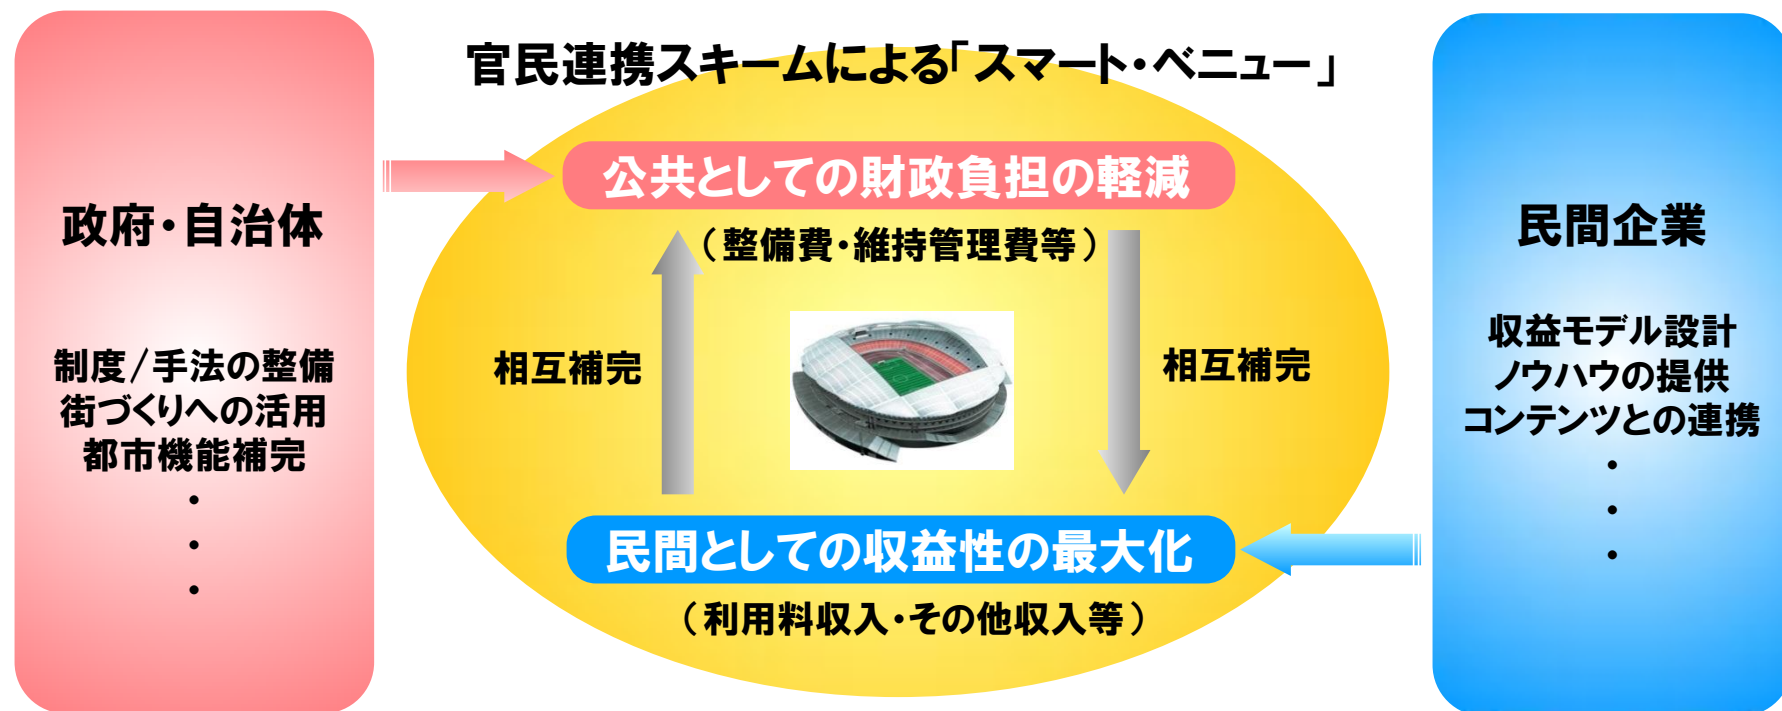 官民連携スキームによる「スマート・ベニュー」
政府・自治体
制度/手法の整備
街づくりへの活用
都市機能補完
・
・
・
公共としての財政負担の軽減
（整備費・維持管理費等）
相互補完
相互補完
民間としての収益性の最大化
（利用料収入・その他収入等）
民間企業
収益モデル設計
ノウハウの提供
コンテンツとの連携
・
・
・